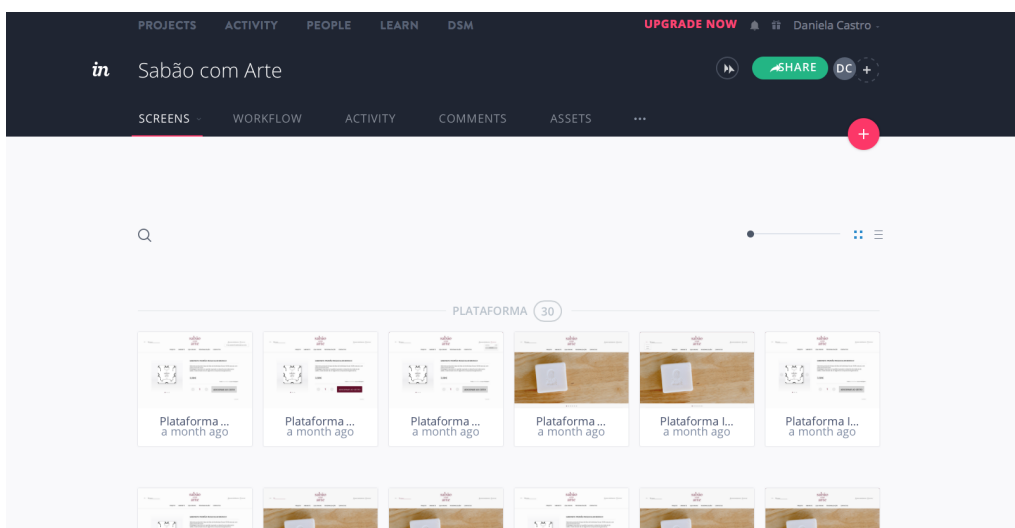 PROJECTS ACTIVITY PEOPLE LEARN DSM UPGRADE NOW Daniela Castro
in Sabão com Arte SHARE DC +
SCREENS WORKFLOW ACTIVITY COMMENTS ASSETS •••
+
PLATAFORMA 30
Plataforma ... Plataforma ... Plataforma ... Plataforma ... Plataforma I... Plataforma I...
a month ago a month ago a month ago a month ago a month ago a month ago